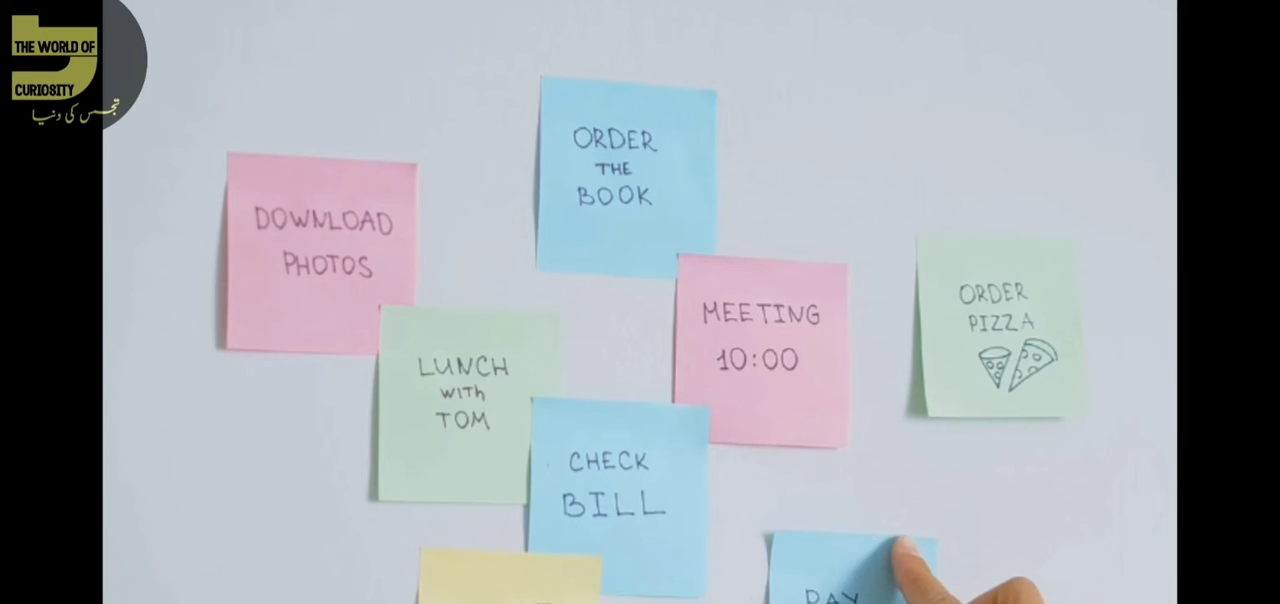 THE WORLD OF
CURIOSITY
تجسس کی دنیا
ORDER
THE
BOOK
DOWNLOAD
PHOTOS
MEETING
10:00
ORDER
PIZZA
LUNCH
WITH
TOM
CHECK
BILL
PAY